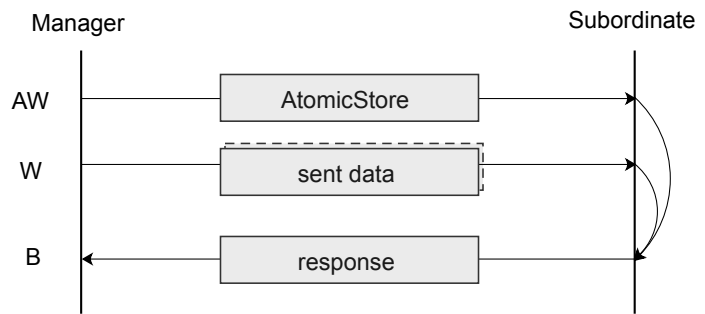 Manager
Subordinate
AW
AtomicStore
W
sent data
B
response